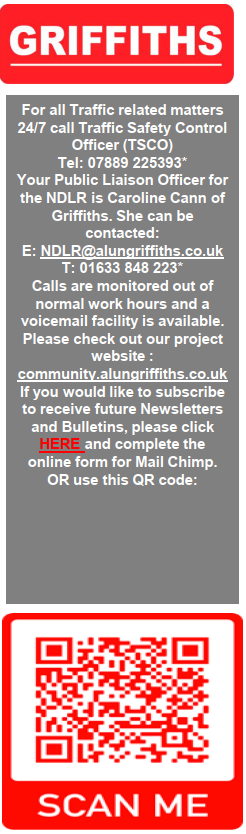 GRIFFITHS
For all Traffic related matters
24/7 call Traffic Safety Control
Officer (TSCO)
Tel: 07889 225393*
Your Public Liaison Officer for
the NDLR is Caroline Cann of
Griffiths. She can be
contacted:
E: NDLR@alungriffiths.co.uk
T: 01633 848 223*
Calls are monitored out of
normal work hours and a
voicemail facility is available.
Please check out our project
website :
community.alungriffiths.co.uk
If you would like to subscribe
to receive future Newsletters
and Bulletins, please click
HERE and complete the
online form for Mail Chimp.
OR use this QR code:
SCAN ME